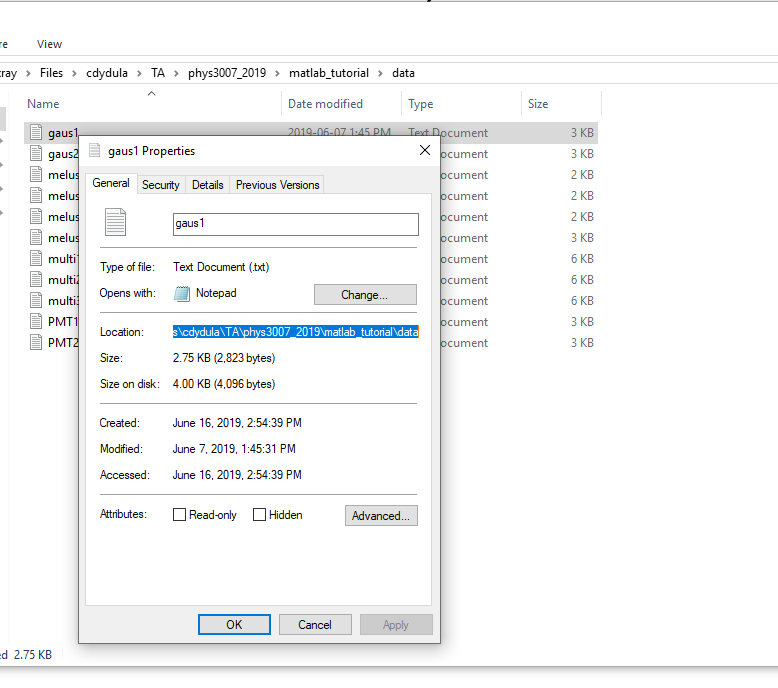 re View
tray > Files > cdydula > TA > phys3007_2019 > matlab_tutorial > data
Name Date modified Type Size
gaus1 2019-06-07 1:45 PM Text Document 3 KB
gaus2 ocument 3 KB
melus ocument 2 KB
melus ocument 2 KB
melus ocument 2 KB
melus ocument 3 KB
multi1 ocument 6 KB
multi2 ocument 6 KB
multi3 ocument 6 KB
PMT1 ocument 3 KB
PMT2 ocument 3 KB
gaus1 Properties
General Security Details Previous Versions
gaus1
Type of file: Text Document (.txt)
Opens with: Notepad Change...
Location: s\cdydula\TA\phys3007_2019\matlab_tutorial\data
Size: 2.75 KB (2,823 bytes)
Size on disk: 4.00 KB (4,096 bytes)
Created: June 16, 2019, 2:54:39 PM
Modified: June 7, 2019, 1:45:31 PM
Accessed: June 16, 2019, 2:54:39 PM
Attributes: Read-only Hidden Advanced...
OK Cancel Apply
ed 2.75 KB